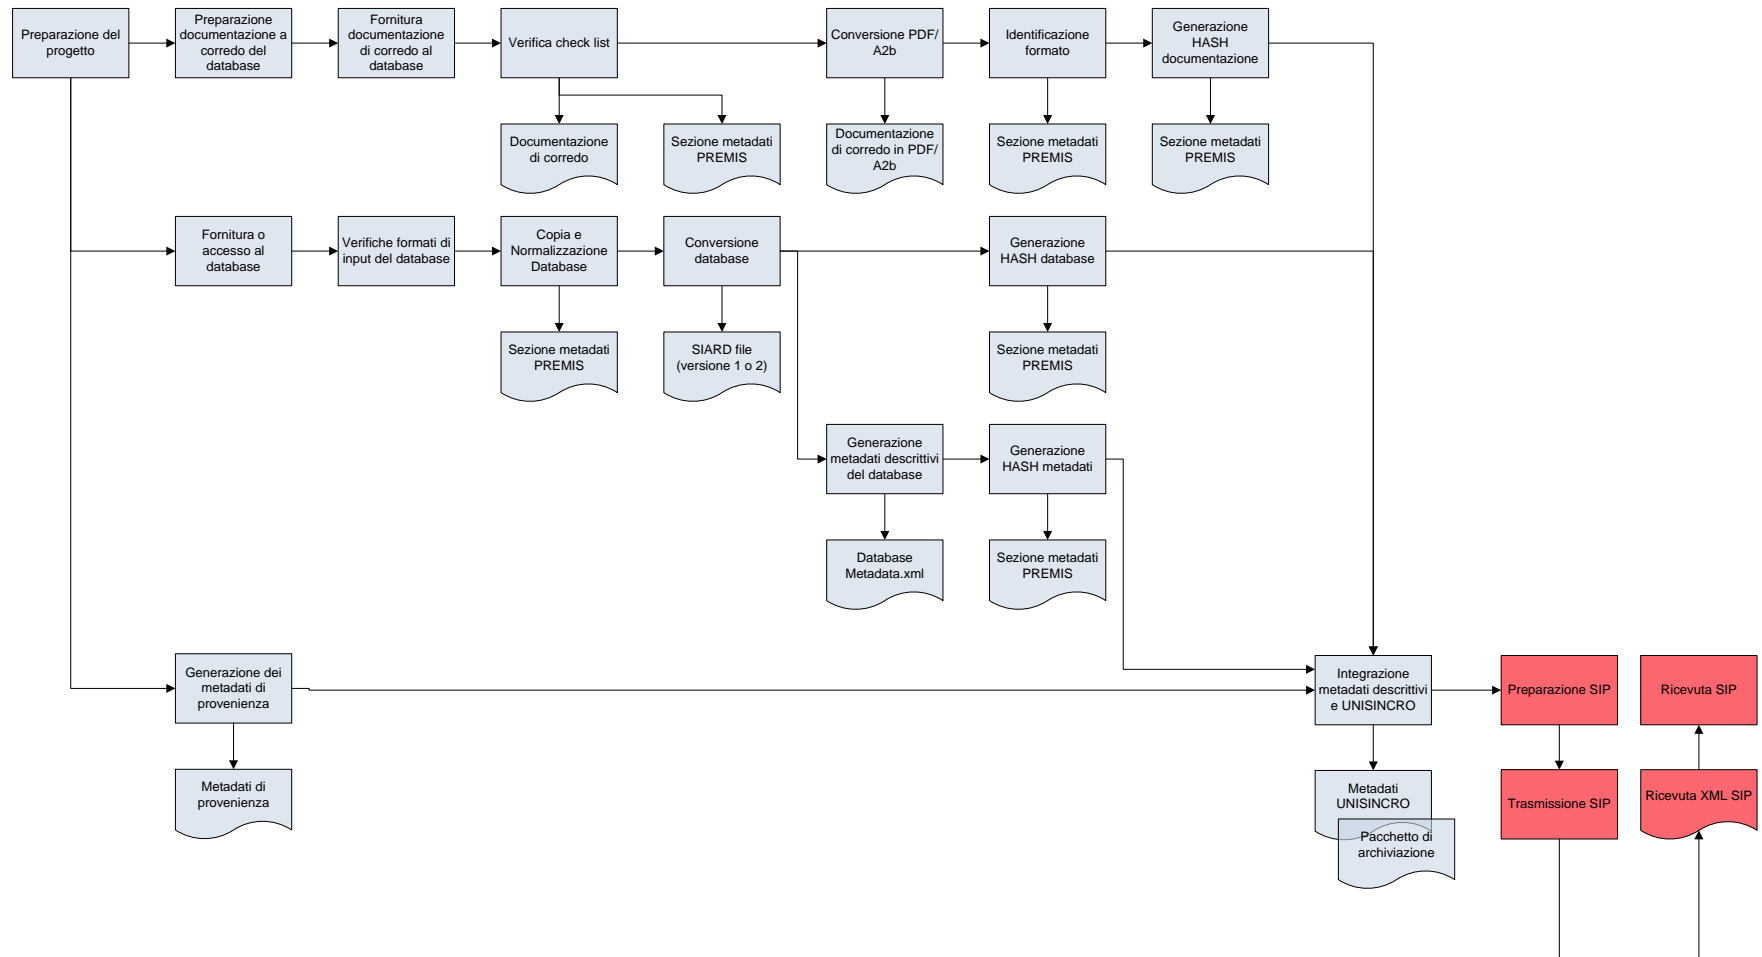 Preparazione del
progetto
Preparazione
documentazione a
corredo del
database
Fornitura
documentazione
di corredo al
database
Verifica check list
Conversione PDF/
A2b
Identificazione
formato
Generazione
HASH
documentazione
Documentazione
di corredo
Sezione metadati
PREMIS
Documentazione
di corredo in PDF/
A2b
Sezione metadati
PREMIS
Sezione metadati
PREMIS
Fornitura o
accesso al
database
Verifiche formati di
input del database
Copia e
Normalizzazione
Database
Conversione
database
Generazione
HASH database
Sezione metadati
PREMIS
SIARD file
(versione 1 o 2)
Sezione metadati
PREMIS
Generazione
metadati descrittivi
del database
Generazione
HASH metadati
Database
Metadata.xml
Sezione metadati
PREMIS
Generazione dei
metadati di
provenienza
Integrazione
metadati descrittivi
e UNISINCRO
Preparazione SIP
Ricevuta SIP
Metadati di
provenienza
Metadati
UNISINCRO
Pacchetto di
archiviazione
Trasmissione SIP
Ricevuta XML SIP